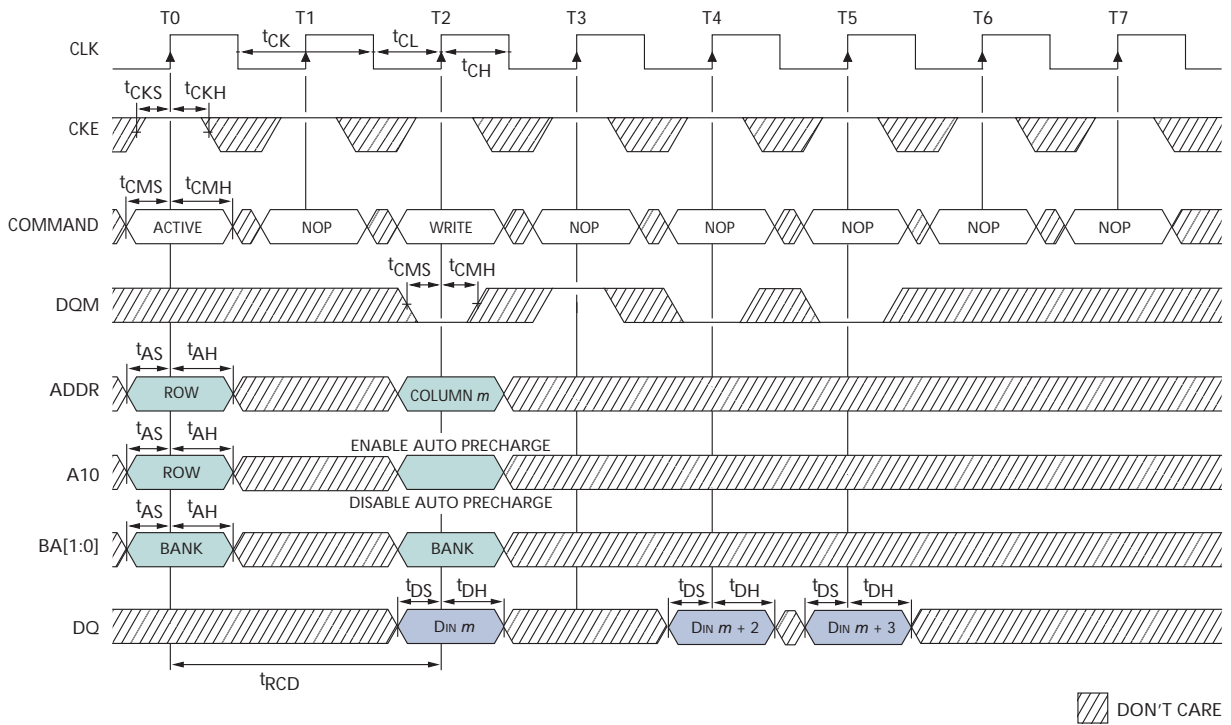 T0 T1 T2 T3 T4 T5 T6 T7
CLK
tCK tCL
tCH
tCKS tCKH
CKE
tCMS tCMH
COMMAND ACTIVE NOP WRITE NOP NOP NOP NOP NOP
tCMS tCMH
DQM
tAS tAH
ADDR ROW COLUMN m
tAS tAH ENABLE AUTO PRECHARGE
A10 ROW
DISABLE AUTO PRECHARGE
tAS tAH
BA[1:0] BANK BANK
tDS tDH tDS tDH tDS tDH
DQ DIN m DIN m + 2 DIN m + 3
tRCD
DON'T CARE